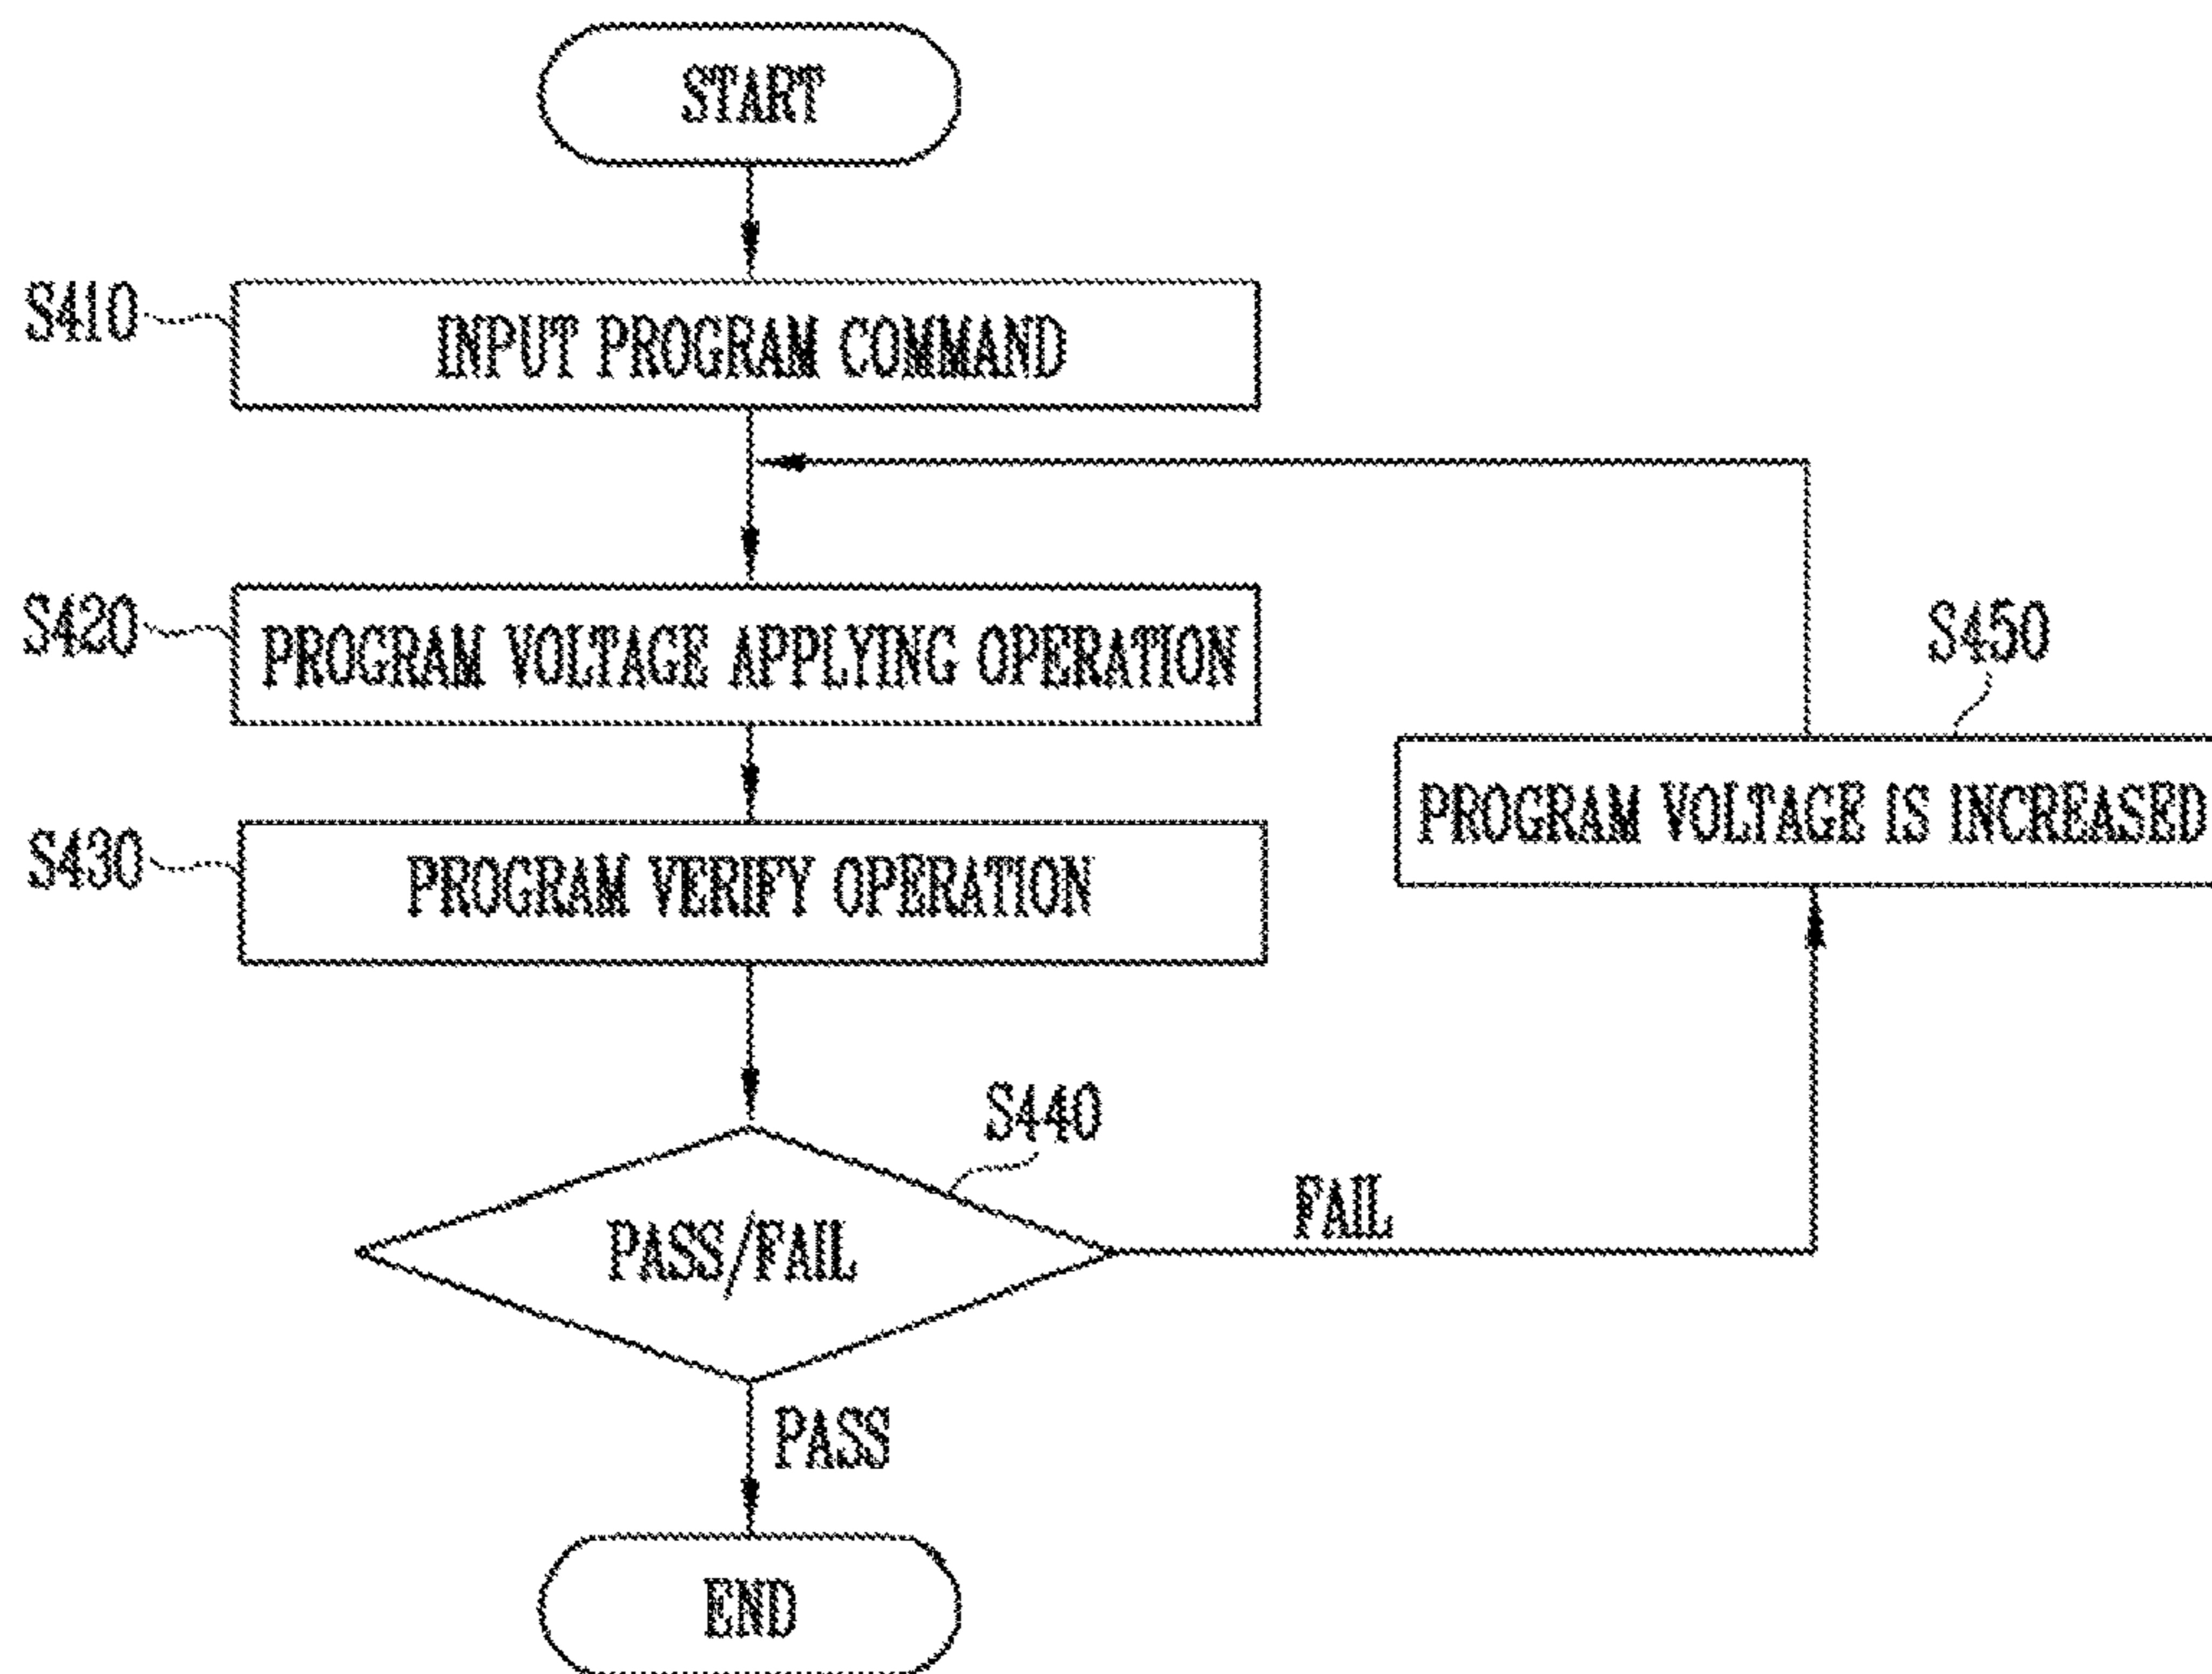 START
S410
INPUT PROGRAM COMMAND
S420
PROGRAM VOLTAGE APPLYING OPERATION
S450
PROGRAM VOLTAGE IS INCREASED
S430
PROGRAM VERIFY OPERATION
S440
PASS/FAIL
FAIL
PASS
END